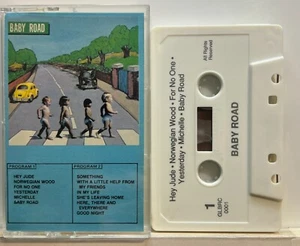 BABY ROAD
PROGRAM 1
HEY JUDE
NORWEGIAN WOOD
FOR NO ONE
YESTERDAY
MICHELLE
BABY ROAD
PROGRAM 2
SOMETHING
WITH A LITTLE HELP FROM
MY FRIENDS
IN MY LIFE
SHE'S LEAVING HOME
HERE, THERE AND
EVERYWHERE
GOOD NIGHT
All Rights
Reserved
Hey Jude • Norwegian Wood • For No One •
Yesterday • Michelle • Baby Road
BABY ROAD
1
GLBRC
0001